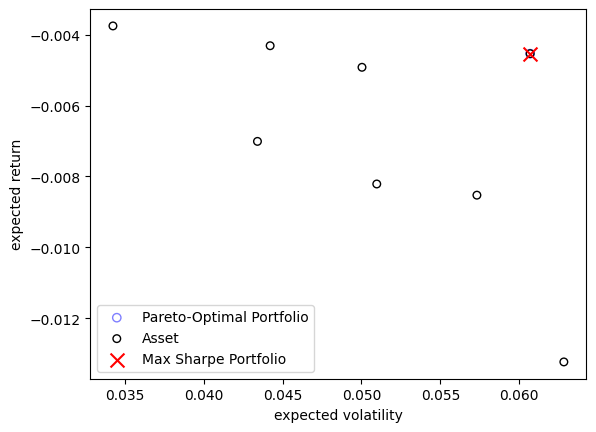 expected return
−0.004
−0.006
−0.008
−0.010
−0.012
Pareto-Optimal Portfolio
Asset
Max Sharpe Portfolio
0.035 0.040 0.045 0.050 0.055 0.060
expected volatility